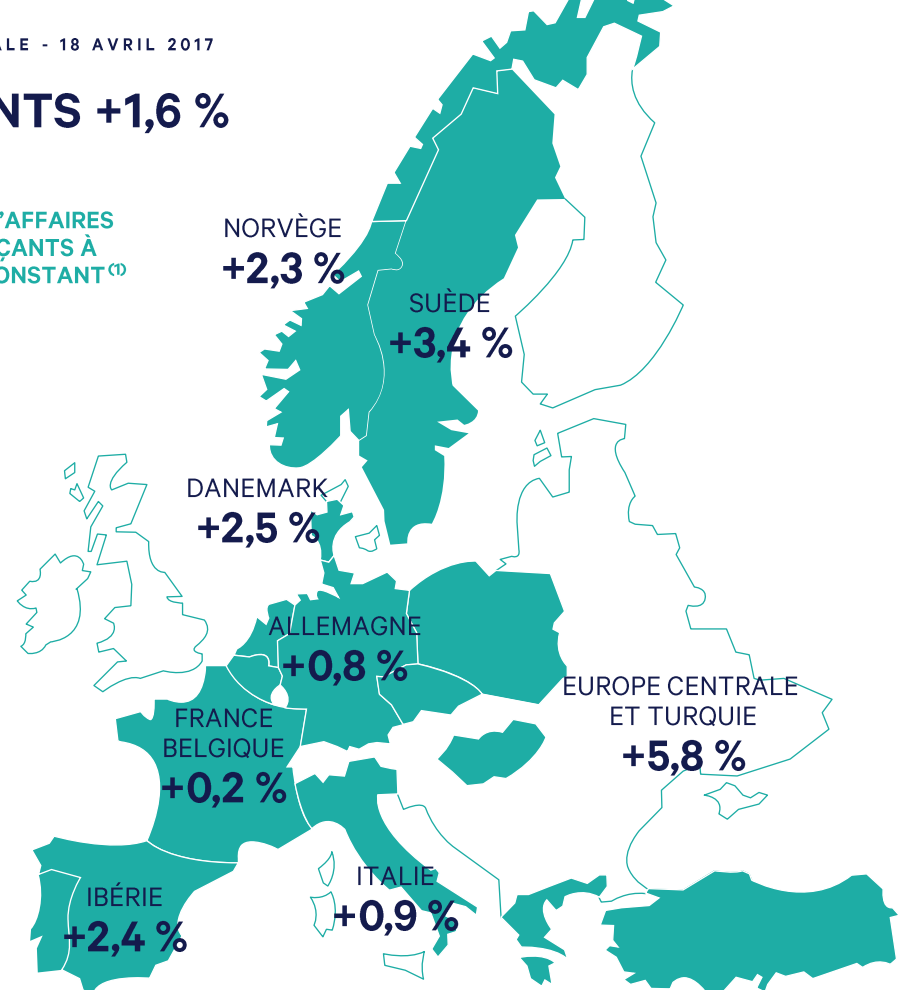 ALE - 18 AVRIL 2017
NTS +1,6 %
'AFFAIRES
ÇANTS À
ONSTANT(1)
NORVÈGE
+2,3 %
SUÈDE
+3,4 %
DANEMARK
+2,5 %
ALLEMAGNE
+0,8 %
EUROPE CENTRALE
ET TURQUIE
+5,8 %
FRANCE
BELGIQUE
+0,2 %
ITALIE
+0,9 %
IBÉRIE
+2,4 %